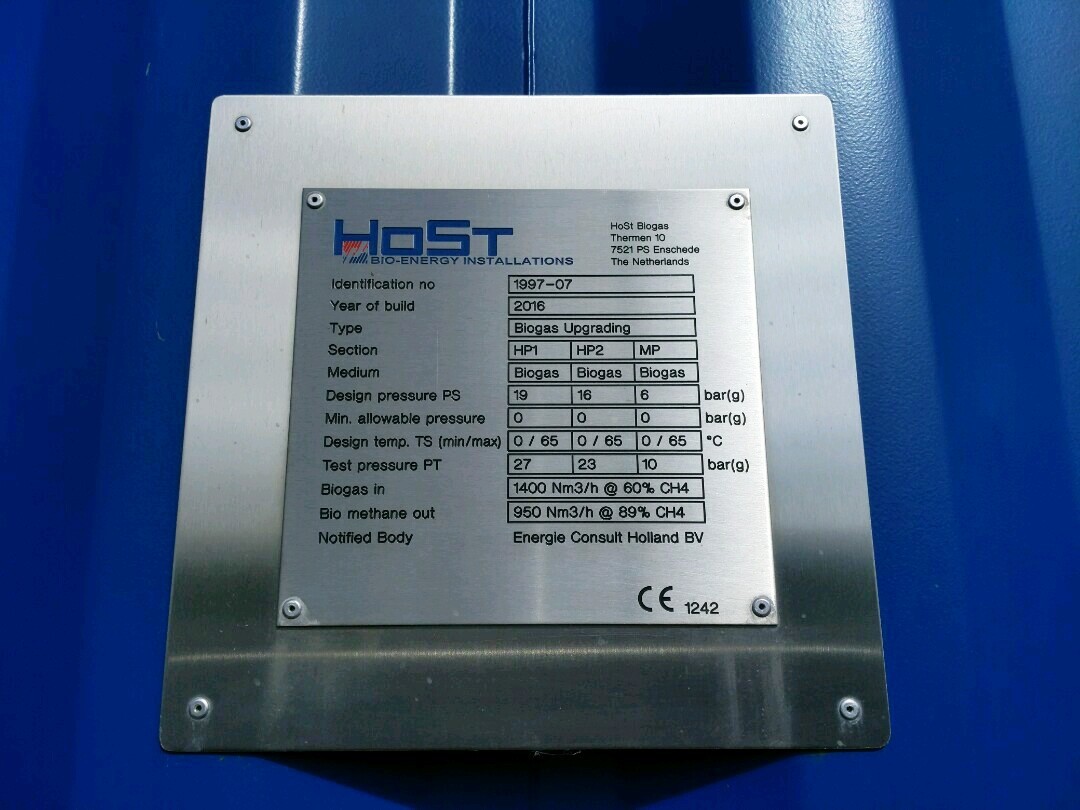 HoSt
BIO-ENERGY INSTALLATIONS
HoSt Biogas
Thermen 10
7521 PS Enschede
The Netherlands
Identification no 1997-07
Year of build 2016
Type Biogas Upgrading
Section HP1 HP2 MP
Medium Biogas Biogas Biogas
Design pressure PS 19 16 6 bar(g)
Min. allowable pressure 0 0 0 bar(g)
Design temp. TS (min/max) 0 / 65 0 / 65 0 / 65 °C
Test pressure PT 27 23 10 bar(g)
Biogas in 1400 Nm3/h @ 60% CH4
Bio methane out 950 Nm3/h @ 89% CH4
Notified Body Energie Consult Holland BV
CE 1242